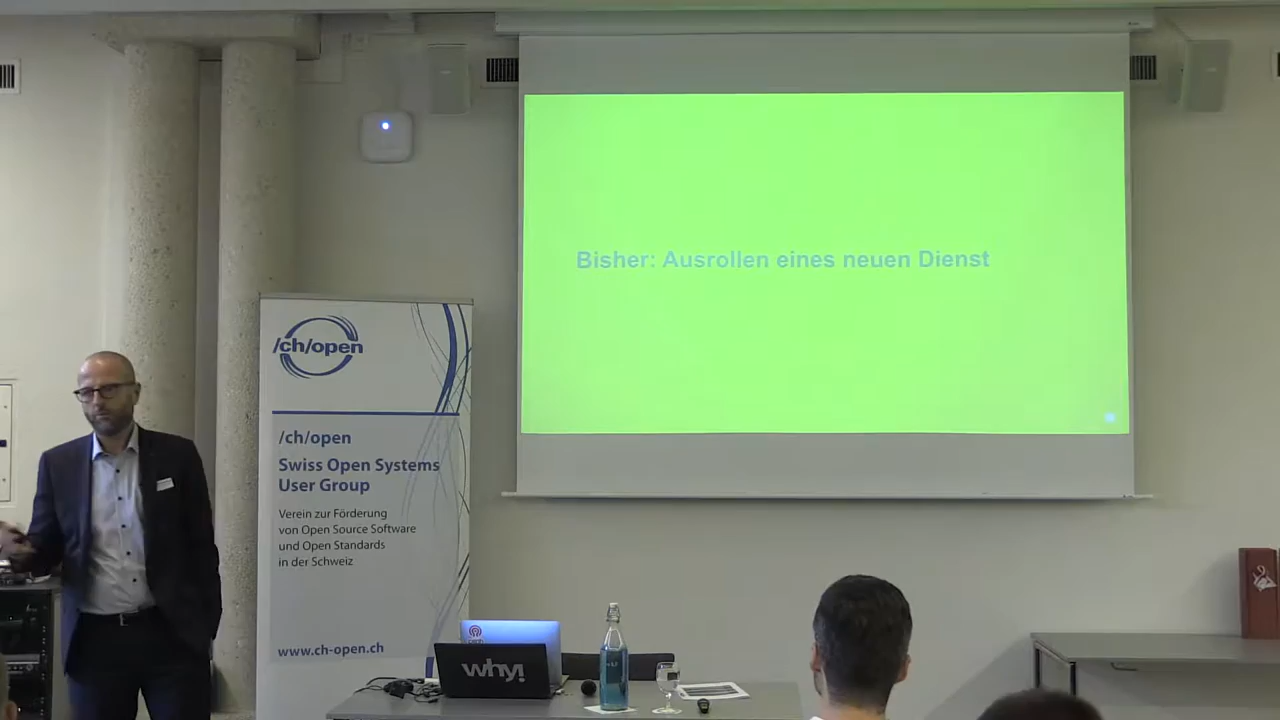 Bisher: Ausrollen eines neuen Dienst
/ch/open
/ch/open
Swiss Open Systems
User Group
Verein zur Förderung
von Open Source Software
und Open Standards
in der Schweiz
www.ch-open.ch
why!